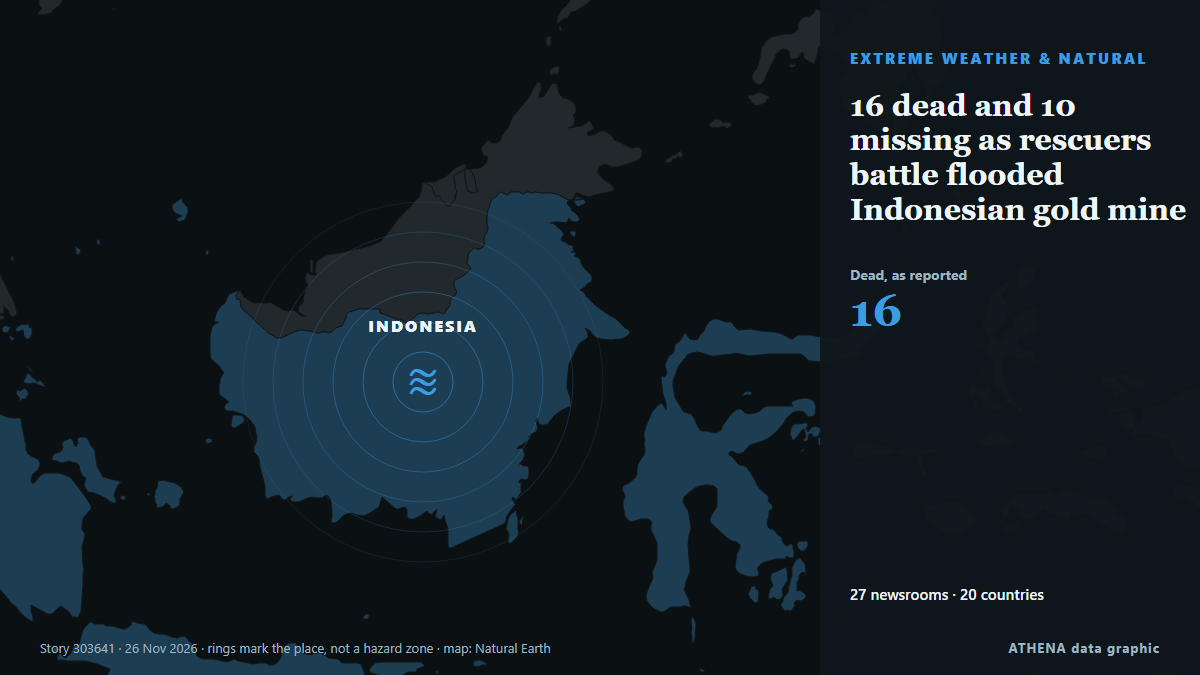 EXTREME WEATHER & NATURAL
16 dead and 10
missing as rescuers
battle flooded
Indonesian gold mine
Dead, as reported
16
INDONESIA
27 newsrooms · 20 countries
Story 303641 · 26 Nov 2026 · rings mark the place, not a hazard zone · map: Natural Earth
ATHENA data graphic